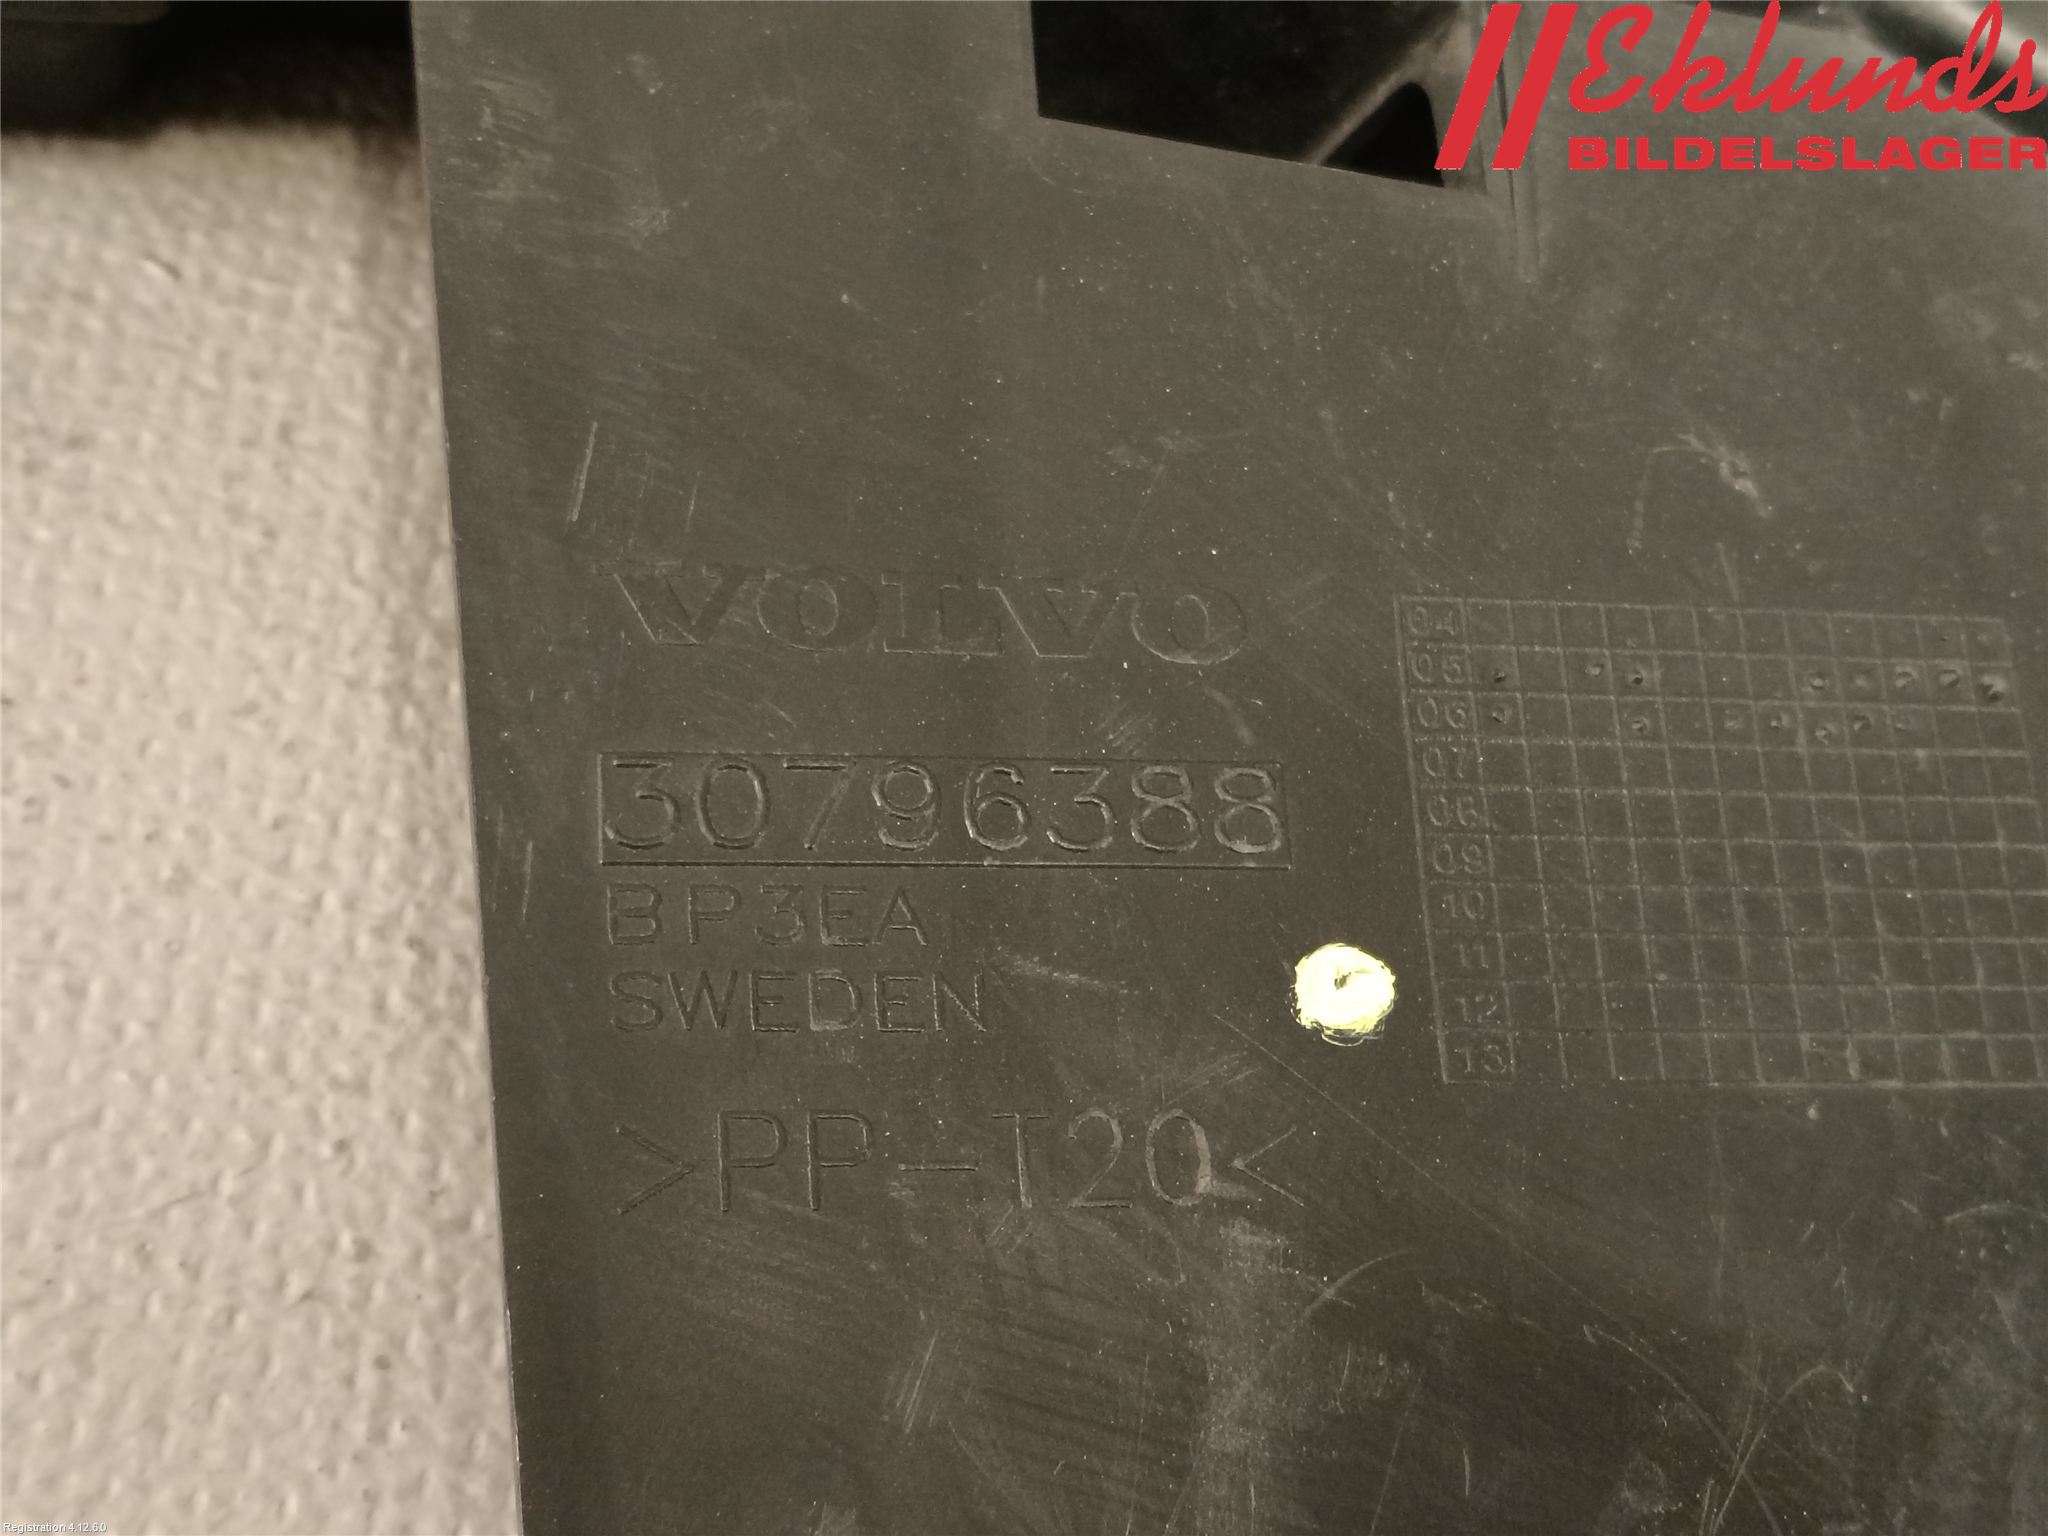 Eklunds
BILDELSLAGER
VOLVO
30796388
BP3EA
SWEDEN
>PP-T20<
04
05
06
07
08
09
10
11
12
13
Registration 4.12.6.0